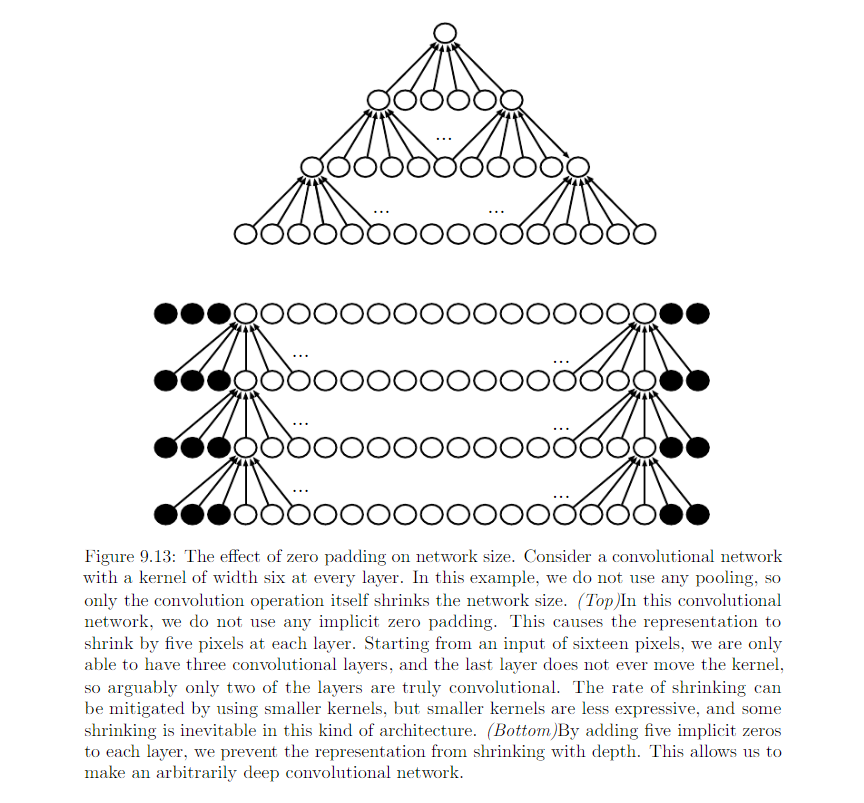 ...
... ...
... ...
... ...
... ...
Figure 9.13: The effect of zero padding on network size. Consider a convolutional network
with a kernel of width six at every layer. In this example, we do not use any pooling, so
only the convolution operation itself shrinks the network size. (Top)In this convolutional
network, we do not use any implicit zero padding. This causes the representation to
shrink by five pixels at each layer. Starting from an input of sixteen pixels, we are only
able to have three convolutional layers, and the last layer does not ever move the kernel,
so arguably only two of the layers are truly convolutional. The rate of shrinking can
be mitigated by using smaller kernels, but smaller kernels are less expressive, and some
shrinking is inevitable in this kind of architecture. (Bottom)By adding five implicit zeros
to each layer, we prevent the representation from shrinking with depth. This allows us to
make an arbitrarily deep convolutional network.